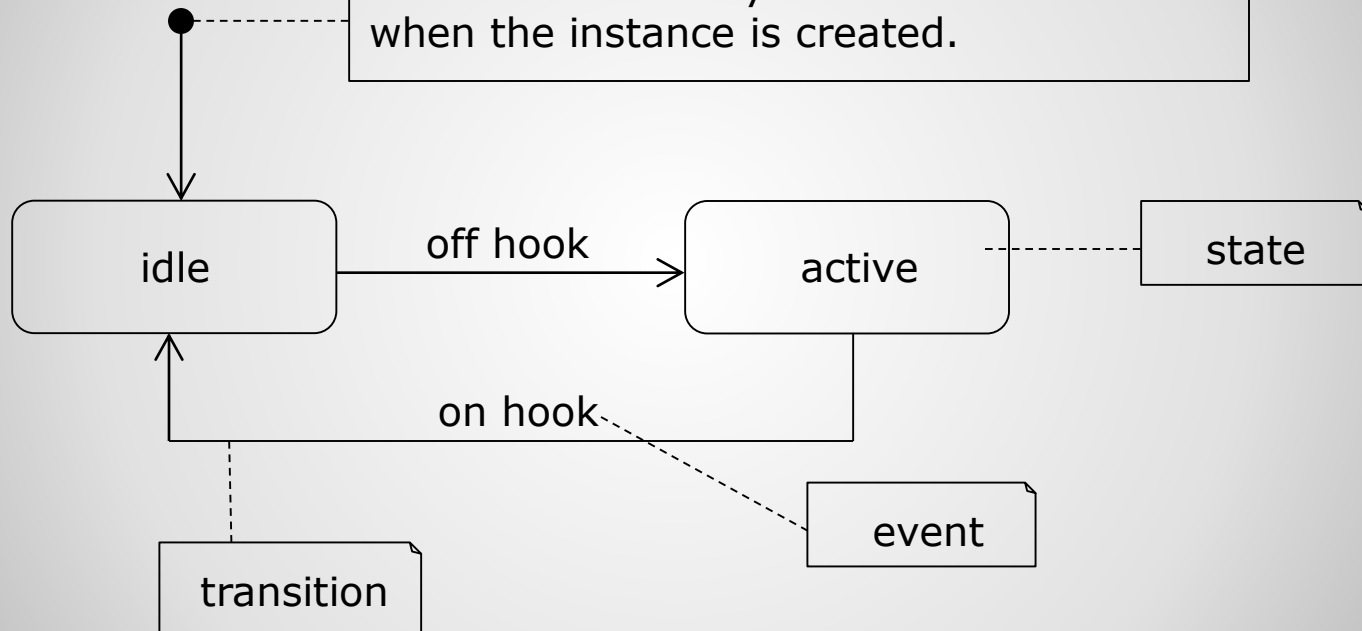 when the instance is created.
off hook
idle
active
state
on hook
event
transition